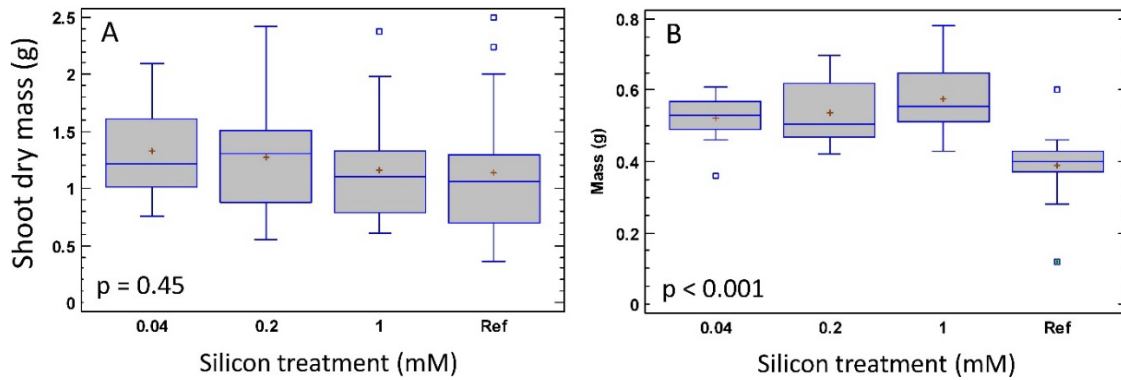 A
Shoot dry mass (g)
2.5
2
1.5
1
0.5
0
p = 0.45
0.04 0.2 1 Ref
Silicon treatment (mM)
B
Mass (g)
0.8
0.6
0.4
0.2
0
p < 0.001
0.04 0.2 1 Ref
Silicon treatment (mM)